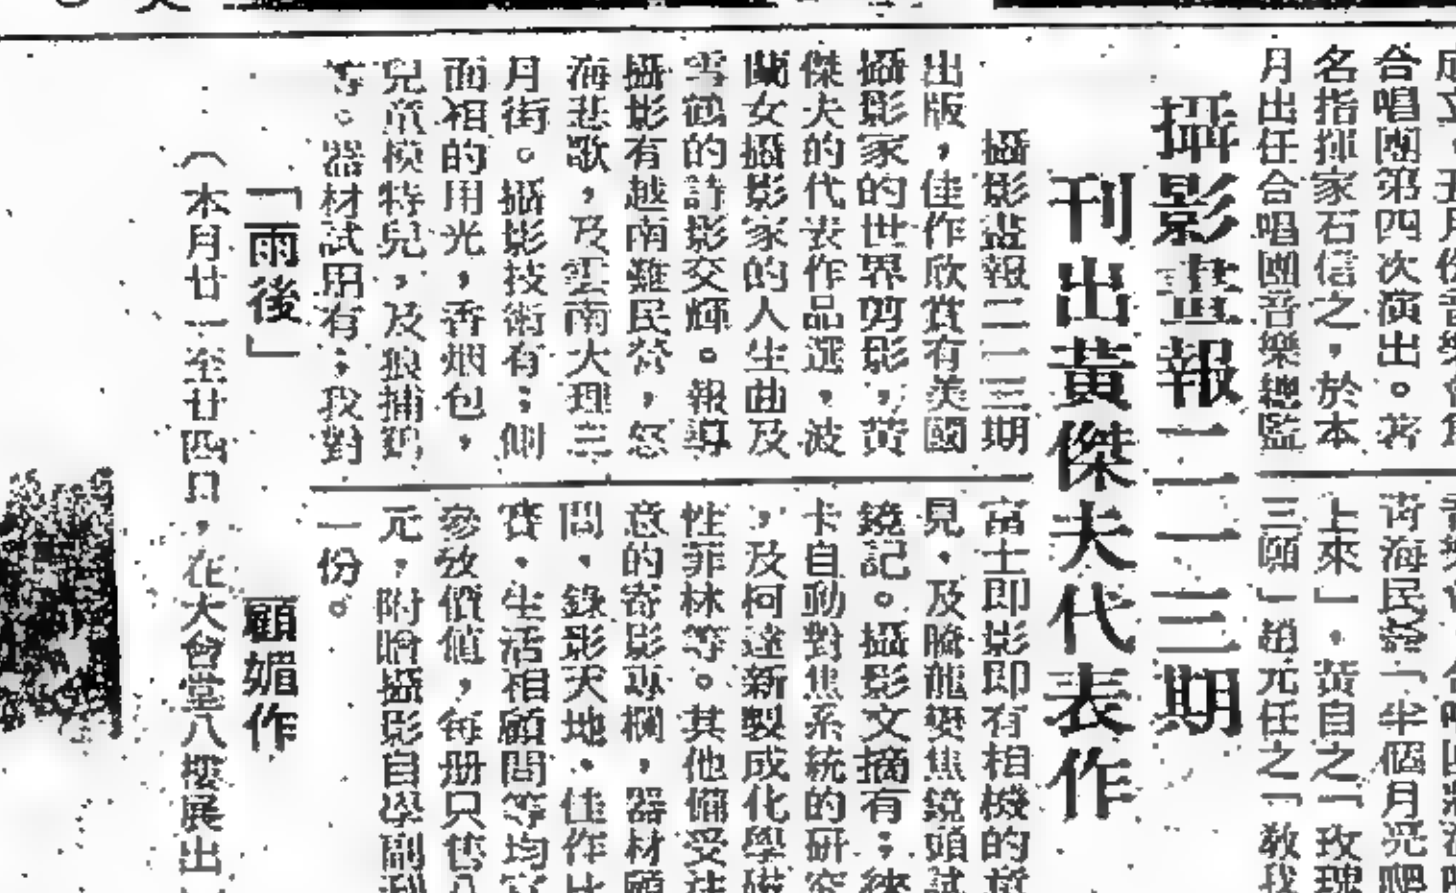 合唱團第四次演出。著
名指揮家石信之，於本
月出任合唱團音樂總監
青海民謠「半個月
上來」，黃自之「玫瑰
三願」趙元任之「教我
攝影畫報二一三期
刊出黃傑夫代表作
攝影畫報二一三期
出版，佳作欣賞有美國
攝影家的世界剪影，黃
傑夫的代表作品選，波
蘭女攝影家的人生曲及
雪鶴的詩影交輝。報導
攝影有越南難民營，怒
海悲歌，及雲南大理三
月街。攝影技術有；側
面相的用光，香烟包，
兒童模特兒，及狼捕鷄
等。器材試用有；我對
富士即影即有相機的意
見，及騰龍變焦鏡頭試
鏡記。攝影文摘有；
卡自動對焦系統的研究
，及柯達新製成化學磁
性菲林等。其他備受注
意的寄影專欄，器材顧
問，錄影天地，佳作比
賽，生活相顧問等均
參攷價值，每册只售八
元，附贈攝影自學副刊
一份。
「雨後」
顧媚作
（本月廿一至廿四日，在大會堂八樓展出